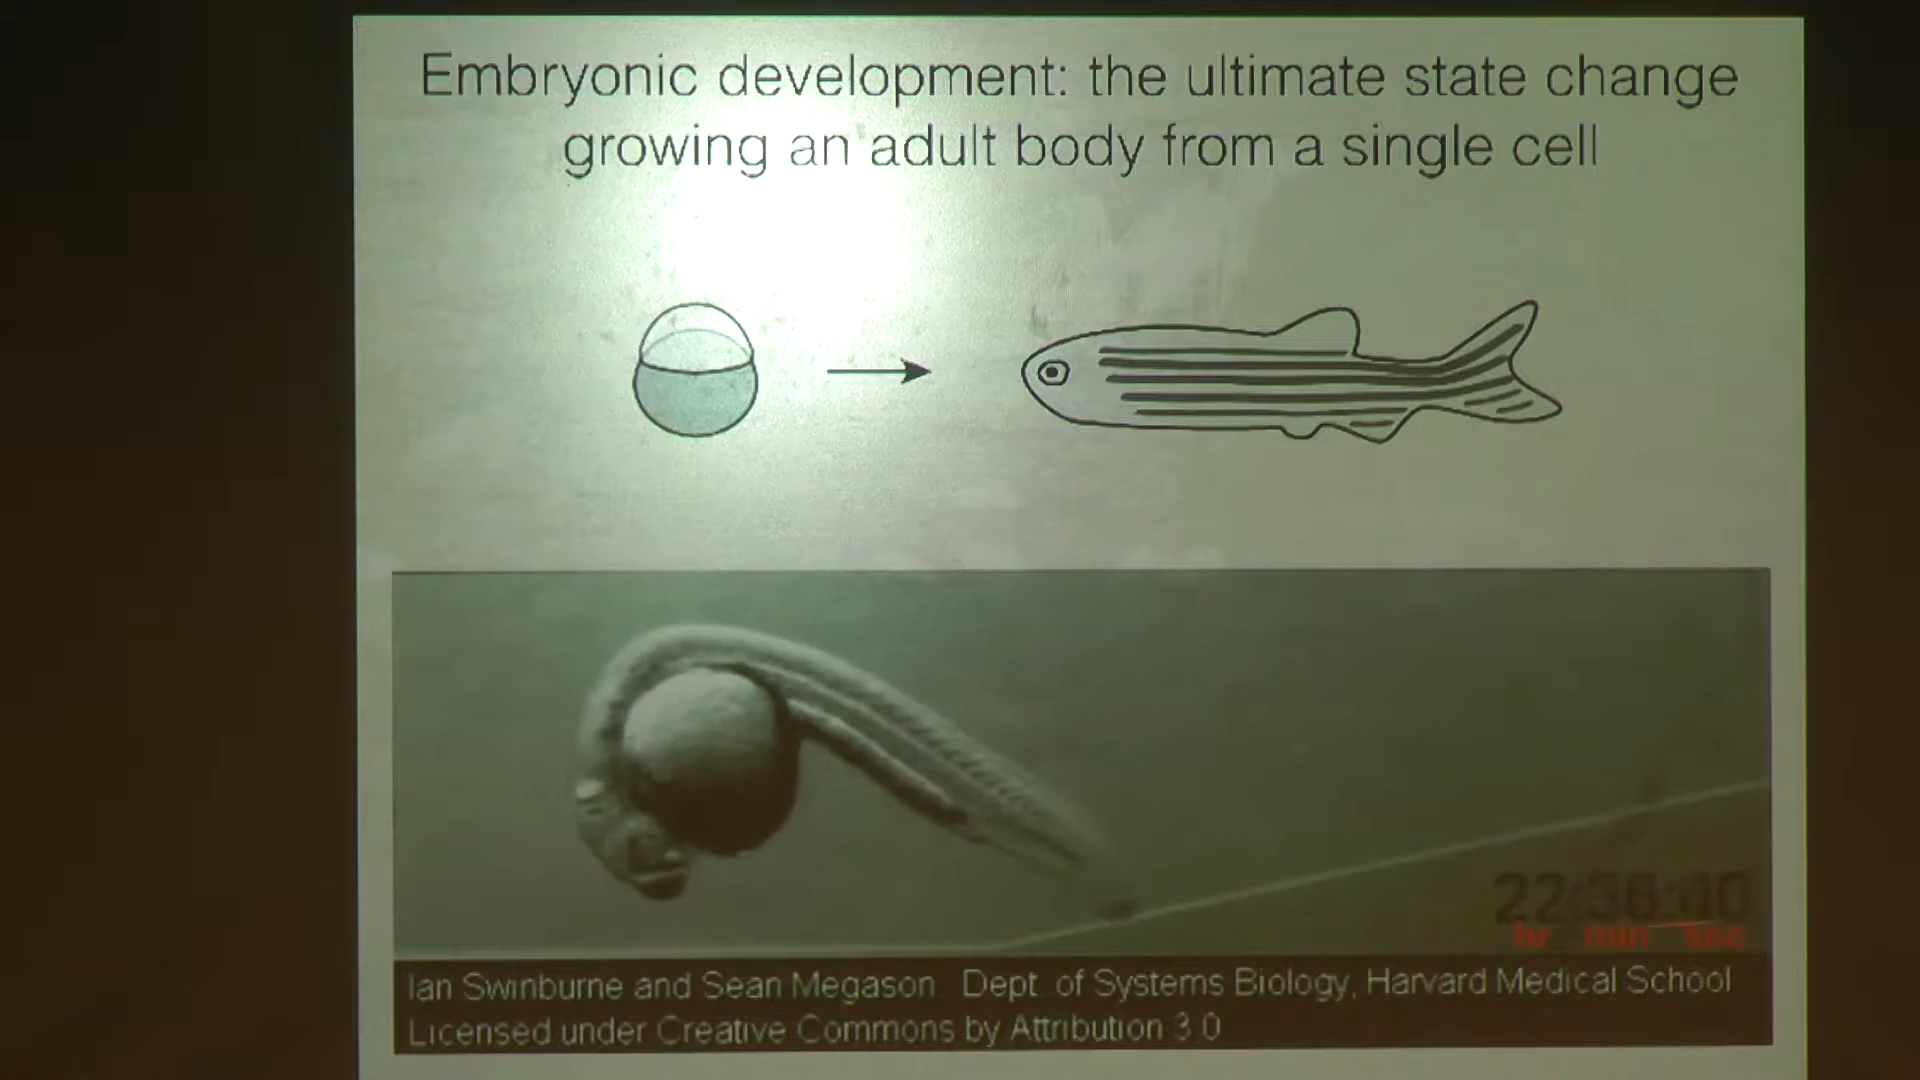 Embryonic development: the ultimate state change
growing an adult body from a single cell
22:38:40
hr min sec
Ian Swinburne and Sean Megason. Dept. of Systems Biology, Harvard Medical School
Licensed under Creative Commons by Attribution 3.0